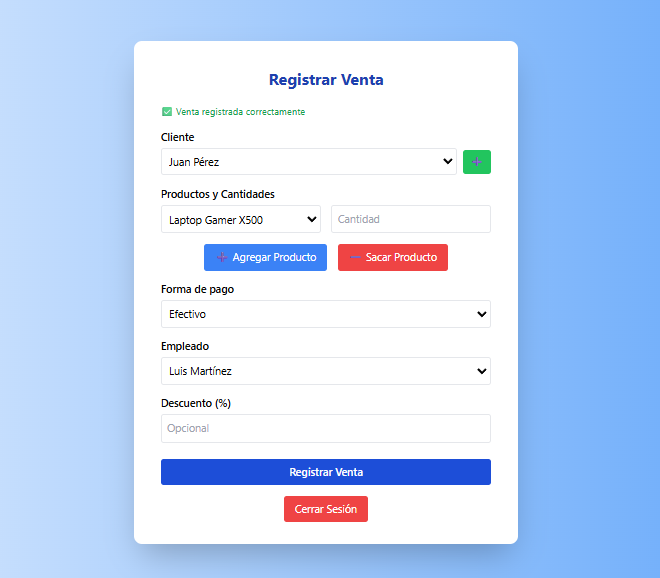 Registrar Venta
✅ Venta registrada correctamente
Cliente
Juan Pérez
Productos y Cantidades
Laptop Gamer X500 Cantidad
Agregar Producto Sacar Producto
Forma de pago
Efectivo
Empleado
Luis Martínez
Descuento (%)
Opcional
Registrar Venta
Cerrar Sesión